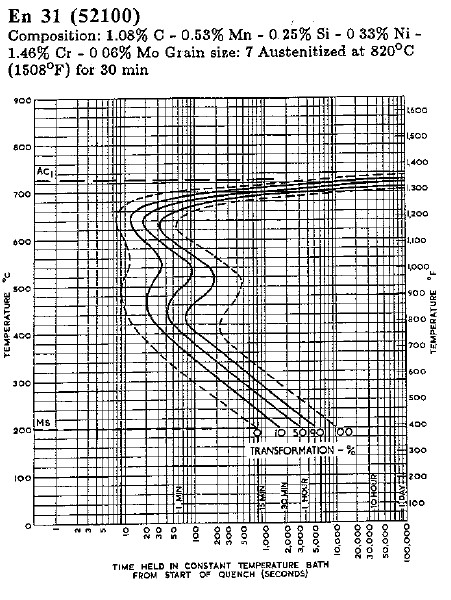 En 31 (52100)
Composition: 1.08% C - 0.53% Mn - 0 25% Si - 0 33% Ni -
1.46% Cr - 0 06% Mo Grain size: 7 Austenitized at 820°C
(1508°F) for 30 min
900
800
AC1
700
600
500
400
300
Ms
200
100
0
TEMPERATURE °C
1,600
1,500
1,400
1,300
1,200
1,100
1,000
900
800
700
600
500
400
300
200
100
TEMPERATURE °F
0 10 50 90 100
TRANSFORMATION - %
1 MIN
15 MIN
30 MIN
1 HOUR
10 HOUR
1 DAY
1 2 3 5 10 20 30 50 100 200 300 500 1,000 2,000 3,000 5,000 10,000 20,000 30,000 50,000 100,000
TIME HELD IN CONSTANT TEMPERATURE BATH
FROM START OF QUENCH (SECONDS)